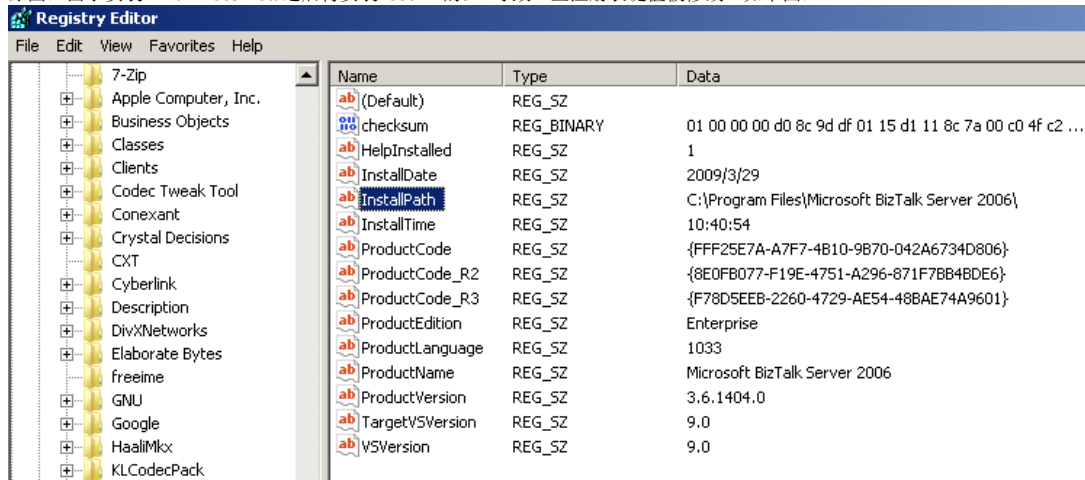 Registry Editor
File Edit View Favorites Help
7-Zip
Apple Computer, Inc.
Business Objects
Classes
Clients
Codec Tweak Tool
Conexant
Crystal Decisions
CXT
Cyberlink
Description
DivXNetworks
Elaborate Bytes
freeime
GNU
Google
HaaliMkx
KLCodecPack
Name Type Data
(Default) REG_SZ
checksum REG_BINARY 01 00 00 00 d0 8c 9d df 01 15 d1 11 8c 7a 00 c0 4f c2 ...
HelpInstalled REG_SZ 1
InstallDate REG_SZ 2009/3/29
InstallPath REG_SZ C:\Program Files\Microsoft BizTalk Server 2006\
InstallTime REG_SZ 10:40:54
ProductCode REG_SZ {FFF25E7A-A7F7-4B10-9B70-042A6734D806}
ProductCode_R2 REG_SZ {8E0FB077-F19E-4751-A296-871F7BB4BDE6}
ProductCode_R3 REG_SZ {F78D5EEB-2260-4729-AE54-48BAE74A9601}
ProductEdition REG_SZ Enterprise
ProductLanguage REG_SZ 1033
ProductName REG_SZ Microsoft BizTalk Server 2006
ProductVersion REG_SZ 3.6.1404.0
TargetVSVersion REG_SZ 9.0
VSVersion REG_SZ 9.0